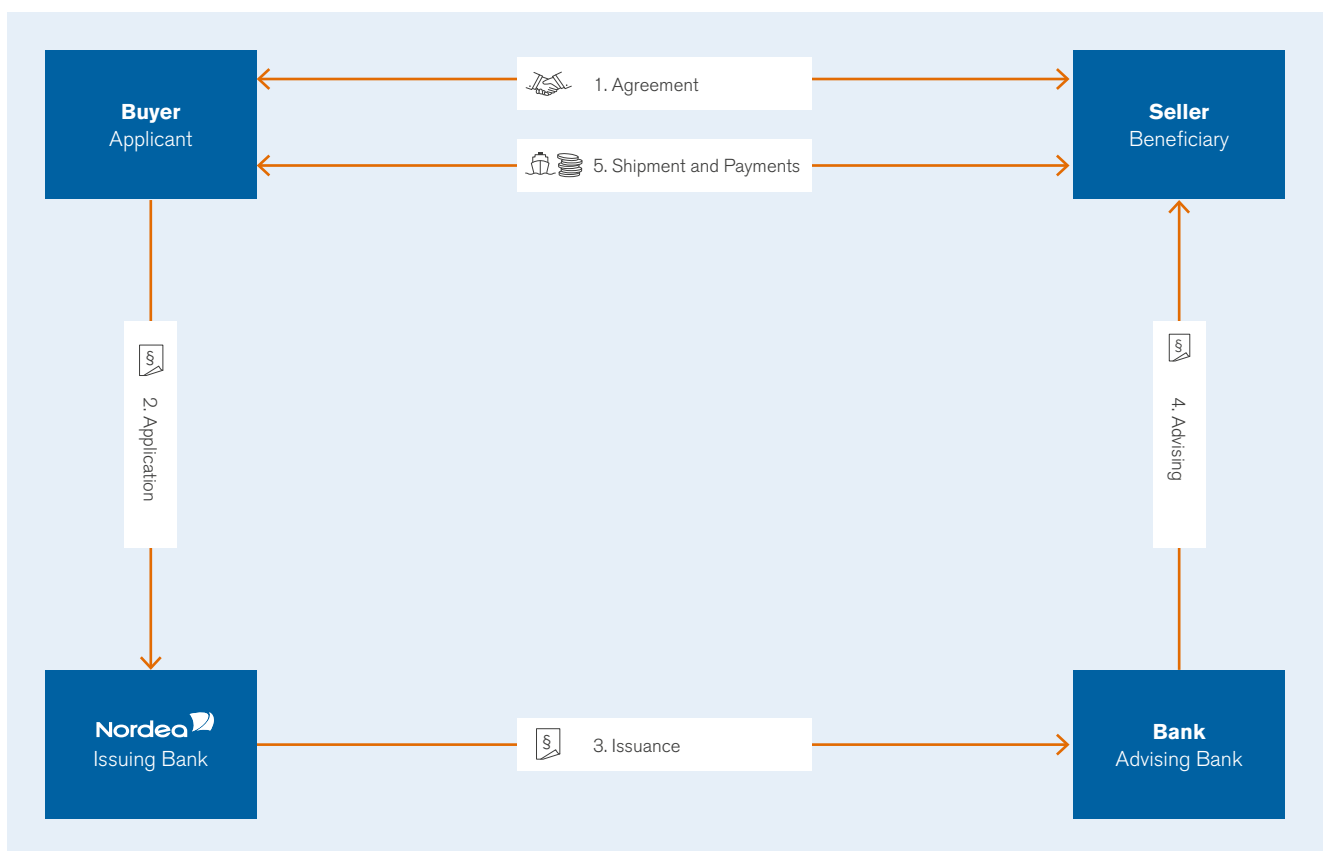 Buyer
Applicant
1. Agreement
5. Shipment and Payments
Seller
Beneficiary
§
2. Application
§
4. Advising
Nordea
Issuing Bank
§
3. Issuance
Bank
Advising Bank